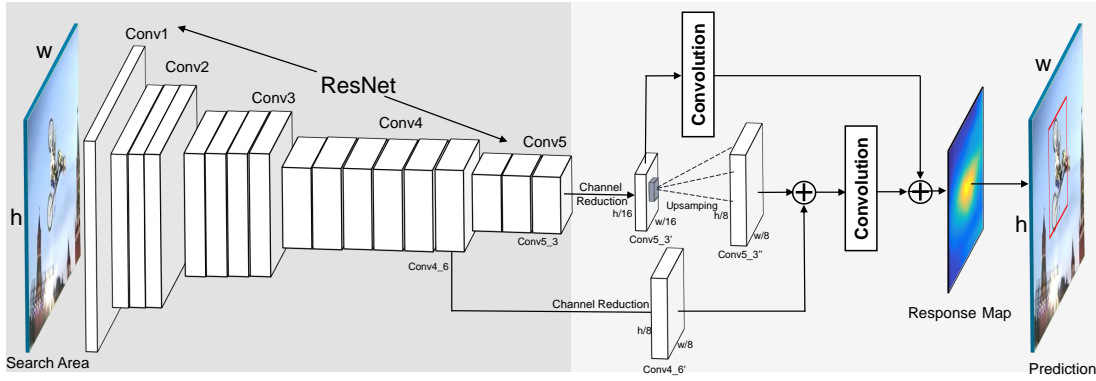 w
h
Search Area
Conv1
Conv2
Conv3
Conv4
Conv5
ResNet
Conv5_3
Conv4_6
Channel
Reduction
h/16
w/16
Conv5_3'
Upsamping
h/8
w/8
Conv5_3''
Channel Reduction
h/8
w/8
Conv4_6'
Convolution
Convolution
Response Map
w
h
Prediction